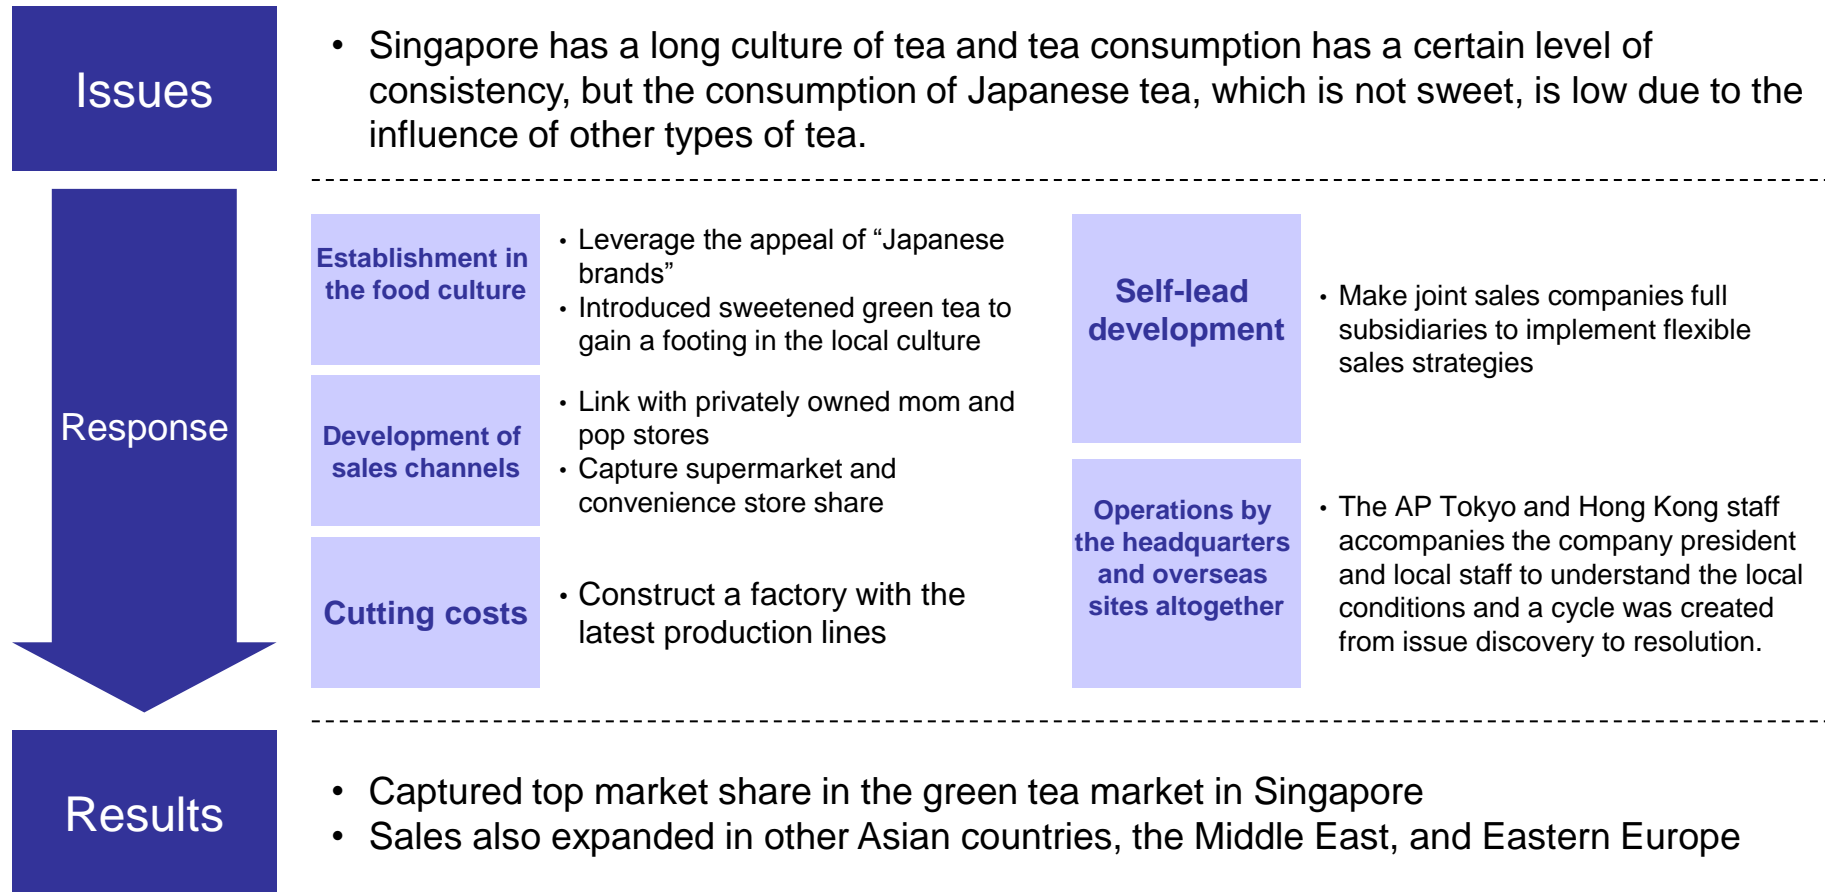 Issues
• Singapore has a long culture of tea and tea consumption has a certain level of
consistency, but the consumption of Japanese tea, which is not sweet, is low due to the
influence of other types of tea.
Response
Establishment in
the food culture
• Leverage the appeal of “Japanese
brands”
• Introduced sweetened green tea to
gain a footing in the local culture
Development of
sales channels
• Link with privately owned mom and
pop stores
• Capture supermarket and
convenience store share
Cutting costs
• Construct a factory with the
latest production lines
Self-lead
development
• Make joint sales companies full
subsidiaries to implement flexible
sales strategies
Operations by
the headquarters
and overseas
sites altogether
• The AP Tokyo and Hong Kong staff
accompanies the company president
and local staff to understand the local
conditions and a cycle was created
from issue discovery to resolution.
Results
• Captured top market share in the green tea market in Singapore
• Sales also expanded in other Asian countries, the Middle East, and Eastern Europe